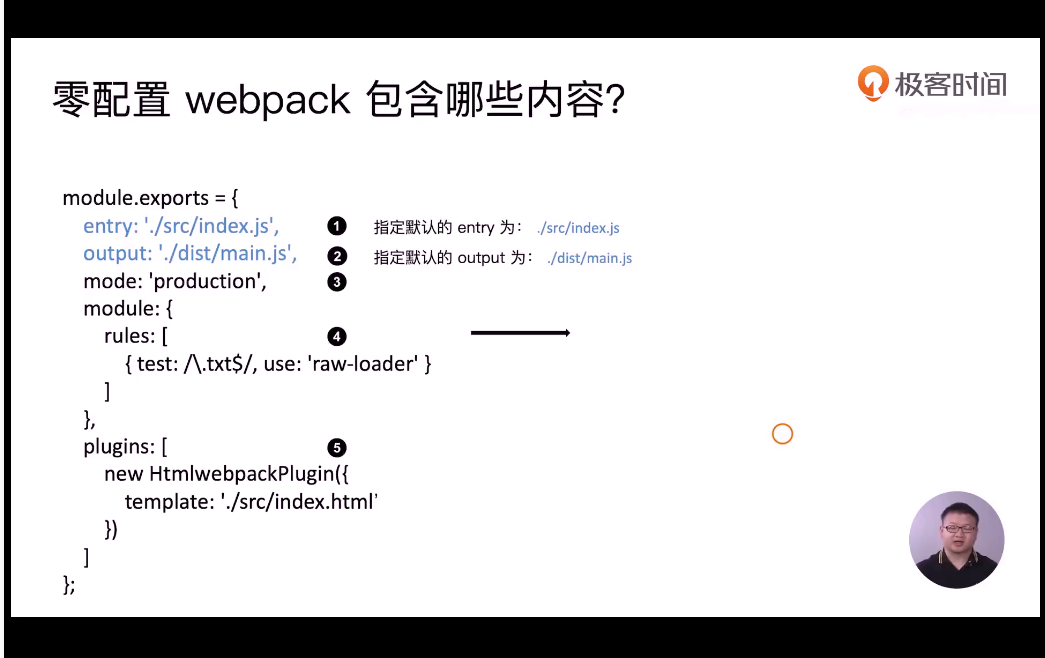 零配置 webpack 包含哪些内容?
极客时间
module.exports = {
entry: './src/index.js',
❶ 指定默认的 entry 为： ./src/index.js
output: './dist/main.js',
❷ 指定默认的 output 为： ./dist/main.js
mode: 'production',
❸
module: {
rules: [
❹
{ test: /\.txt$/, use: 'raw-loader' }
]
},
plugins: [
❺
new HtmlwebpackPlugin({
template: './src/index.html’
})
]
};